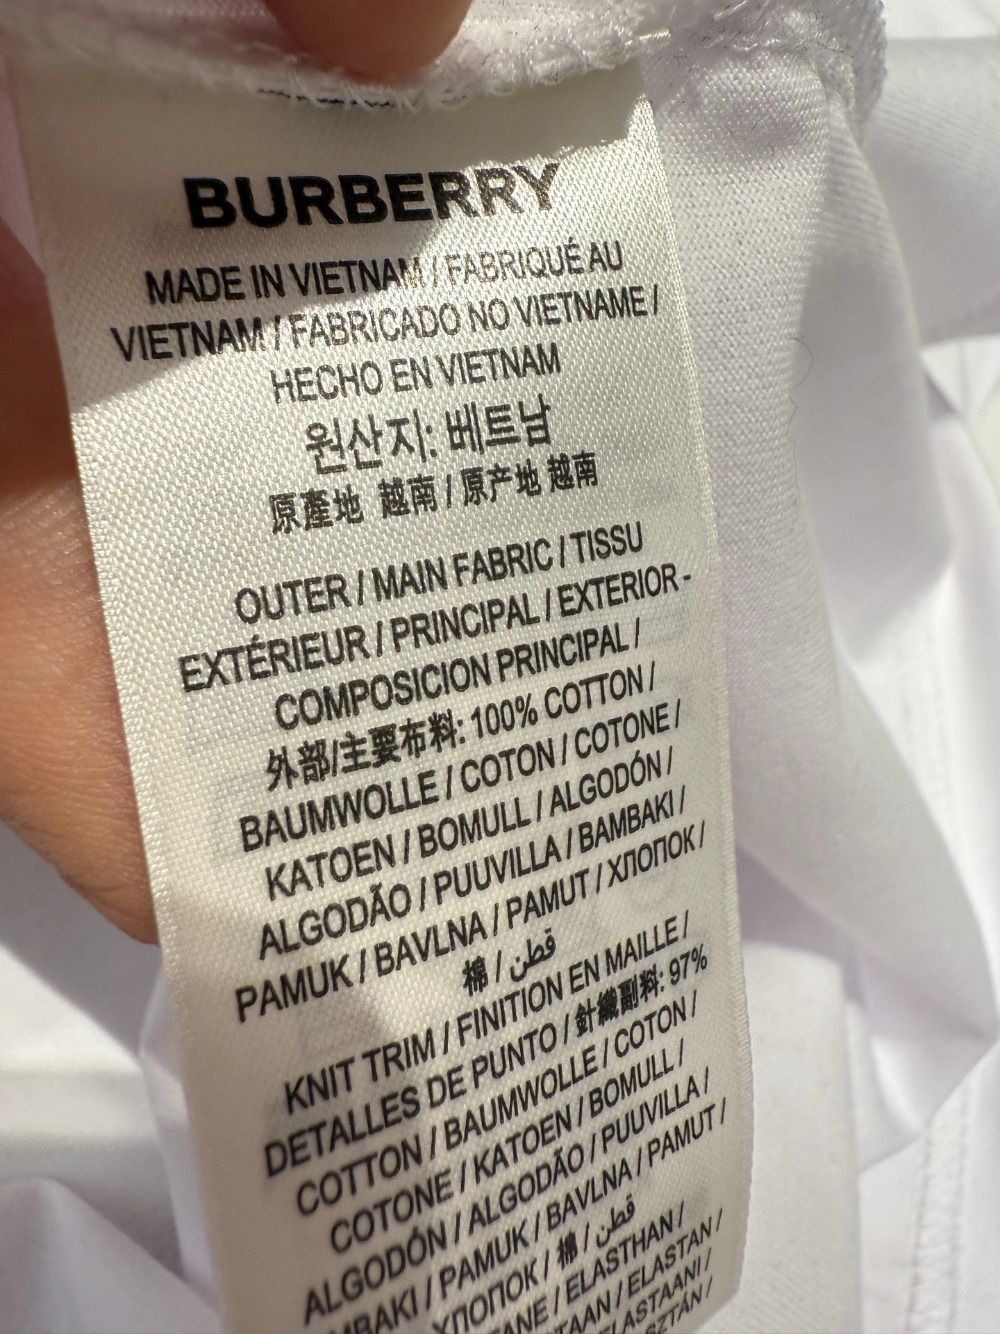 BURBERRY
MADE IN VIETNAM / FABRIQUÉ AU
VIETNAM / FABRICADO NO VIETNAME /
HECHO EN VIETNAM
원산지: 베트남
原產地 越南 / 原产地 越南
OUTER / MAIN FABRIC / TISSU
EXTÉRIEUR / PRINCIPAL / EXTERIOR -
COMPOSICION PRINCIPAL /
外部/主要布料: 100% COTTON /
BAUMWOLLE / COTON / COTONE /
KATOEN / BOMULL / ALGODÓN /
ALGODÃO / PUUVILLA / BAMBAKI /
PAMUK / BAVLNA / PAMUT / ХЛОПОК /
棉 / قطن
KNIT TRIM / FINITION EN MAILLE /
DETALLES DE PUNTO / 針織副料: 97%
COTTON / BAUMWOLLE / COTON /
COTONE / KATOEN / BOMULL /
ALGODÓN / ALGODÃO / PUUVILLA /
MBAKI / PAMUK / BAVLNA / PAMUT /
ХЛОПОК / 棉 / قطن
TANE / ELASTHAN /
TAAN / ELASTAN /
ELASTAANI /